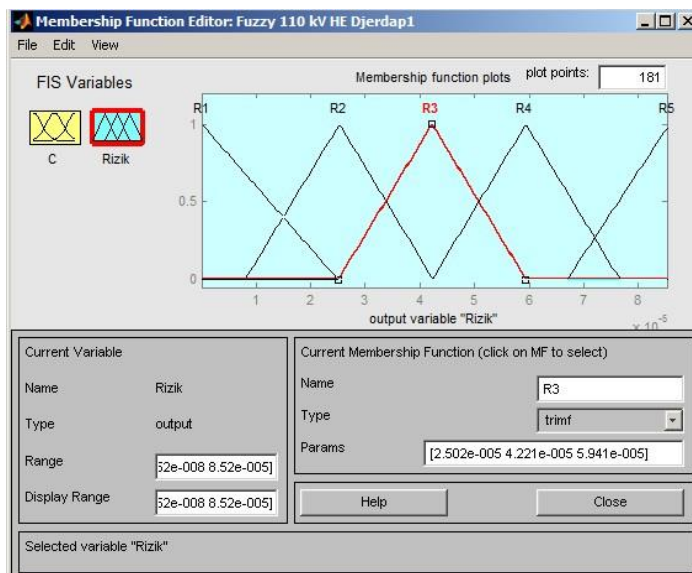 Membership Function Editor: Fuzzy 110 kV HE Djerdap1
File Edit View
FIS Variables
C
Rizik
Membership function plots
plot points:
181
R1 R2 R3 R4 R5
1
0.5
0
1 2 3 4 5 6 7 8
x 10-5
output variable "Rizik"
Current Variable
Name Rizik
Type output
Range 52e-008 8.52e-005]
Display Range 52e-008 8.52e-005]
Current Membership Function (click on MF to select)
Name R3
Type trimf
Params [2.502e-005 4.221e-005 5.941e-005]
Help Close
Selected variable "Rizik"